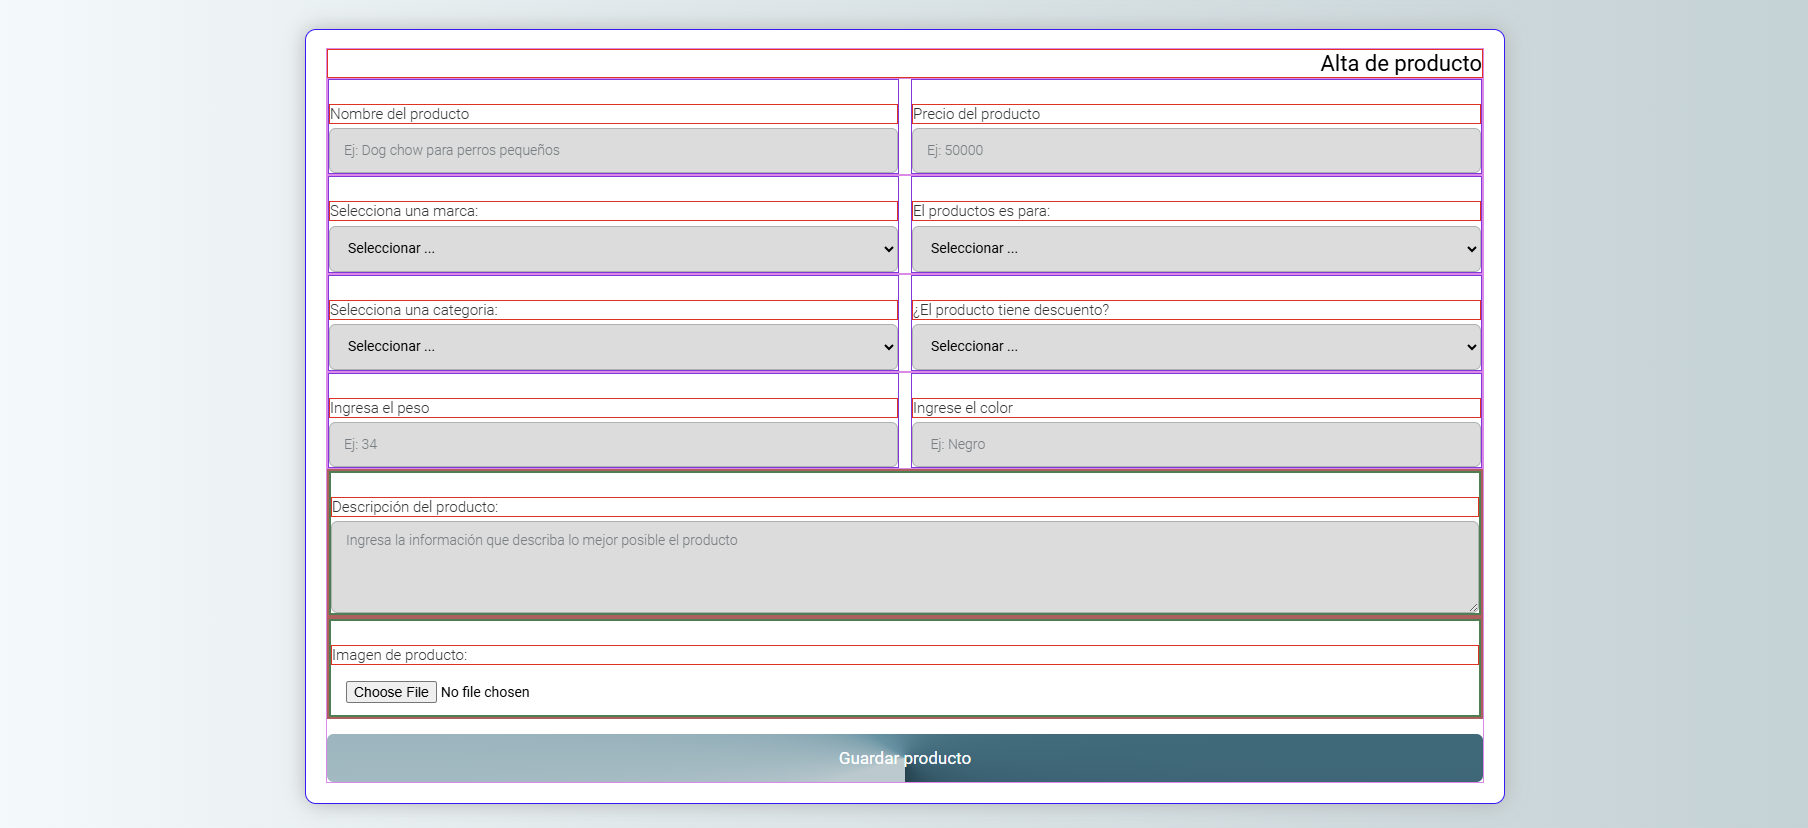 Alta de producto
Nombre del producto
Precio del producto
Ej: Dog chow para perros pequeños
Ej: 50000
Selecciona una marca:
El productos es para:
Seleccionar ...
Seleccionar ...
Selecciona una categoria:
¿El producto tiene descuento?
Seleccionar ...
Seleccionar ...
Ingresa el peso
Ingrese el color
Ej: 34
Ej: Negro
Descripción del producto:
Ingresa la información que describa lo mejor posible el producto
Imagen de producto:
Choose File No file chosen
Guardar producto